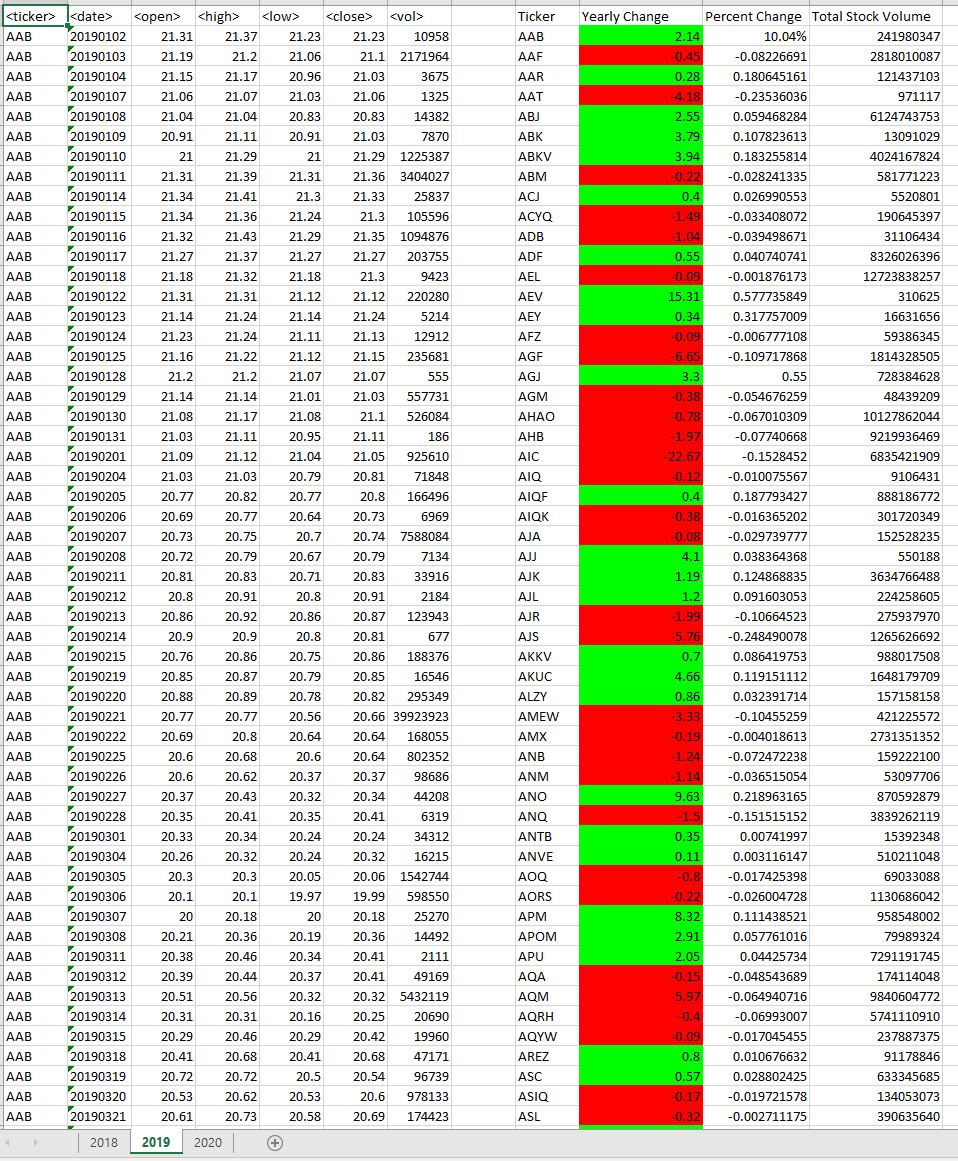 <ticker> <date> <open> <high> <low> <close> <vol> Ticker Yearly Change Percent Change Total Stock Volume
AAB 20190102 21.31 21.37 21.23 21.23 10958 AAB 2.14 10.04% 241980347
AAB 20190103 21.19 21.2 21.06 21.1 2171964 AAF -0.45 -0.08226691 2818010087
AAB 20190104 21.15 21.17 20.96 21.03 3675 AAR 0.28 0.180645161 121437103
AAB 20190107 21.06 21.07 21.03 21.06 1325 AAT -4.18 -0.23536036 971117
AAB 20190108 21.04 21.04 20.83 20.83 14382 ABJ 2.55 0.059468284 6124743753
AAB 20190109 20.91 21.11 20.91 21.03 7870 ABK 3.79 0.107823613 13091029
AAB 20190110 21 21.29 21 21.29 1225387 ABKV 3.94 0.183255814 4024167824
AAB 20190111 21.31 21.39 21.31 21.36 3404027 ABM -0.22 -0.028241335 581771223
AAB 20190114 21.34 21.41 21.3 21.33 25837 ACJ 0.4 0.026990553 5520801
AAB 20190115 21.34 21.36 21.24 21.3 105596 ACYQ -1.49 -0.033408072 190645397
AAB 20190116 21.32 21.43 21.29 21.35 1094876 ADB -1.04 -0.039498671 31106434
AAB 20190117 21.27 21.37 21.27 21.27 203755 ADF 0.55 0.040740741 8326026396
AAB 20190118 21.18 21.32 21.18 21.3 9423 AEL -0.09 -0.001876173 12723838257
AAB 20190122 21.31 21.31 21.12 21.12 220280 AEV 15.31 0.577735849 310625
AAB 20190123 21.14 21.24 21.14 21.24 5214 AEY 0.34 0.317757009 16631656
AAB 20190124 21.23 21.24 21.11 21.13 12912 AFZ -0.09 -0.006777108 59386345
AAB 20190125 21.16 21.22 21.12 21.15 235681 AGF -6.65 -0.109717868 1814328505
AAB 20190128 21.2 21.2 21.07 21.07 555 AGJ 3.3 0.55 728384628
AAB 20190129 21.14 21.14 21.01 21.03 557731 AGM -0.38 -0.054676259 48439209
AAB 20190130 21.08 21.17 21.08 21.1 526084 AHAO -0.78 -0.067010309 10127862044
AAB 20190131 21.03 21.11 20.95 21.11 186 AHB -1.97 -0.07740668 9219936469
AAB 20190201 21.09 21.12 21.04 21.05 925610 AIC -22.67 -0.1528452 6835421909
AAB 20190204 21.03 21.03 20.79 20.81 71848 AIQ -0.12 -0.010075567 9106431
AAB 20190205 20.77 20.82 20.77 20.8 166496 AIQF 0.4 0.187793427 888186772
AAB 20190206 20.69 20.77 20.64 20.73 6969 AIQK -0.38 -0.016365202 301720349
AAB 20190207 20.73 20.75 20.7 20.74 7588084 AJA -0.08 -0.029739777 152528235
AAB 20190208 20.72 20.79 20.67 20.79 7134 AJJ 4.1 0.038364368 550188
AAB 20190211 20.81 20.83 20.71 20.83 33916 AJK 1.19 0.124868835 3634766488
AAB 20190212 20.8 20.91 20.8 20.91 2184 AJL 1.2 0.091603053 224258605
AAB 20190213 20.86 20.92 20.86 20.87 123943 AJR -1.99 -0.10664523 275937970
AAB 20190214 20.9 20.9 20.8 20.81 677 AJS -5.76 -0.248490078 1265626692
AAB 20190215 20.76 20.86 20.75 20.86 188376 AKKV 0.7 0.086419753 988017508
AAB 20190219 20.85 20.87 20.79 20.85 16546 AKUC 4.66 0.119151112 1648179709
AAB 20190220 20.88 20.89 20.78 20.82 295349 ALZY 0.86 0.032391714 157158158
AAB 20190221 20.77 20.77 20.56 20.66 39923923 AMEW -3.33 -0.10455259 421225572
AAB 20190222 20.69 20.8 20.64 20.64 168055 AMX -0.19 -0.004018613 2731351352
AAB 20190225 20.6 20.68 20.6 20.64 802352 ANB -1.24 -0.072472238 159222100
AAB 20190226 20.6 20.62 20.37 20.37 98686 ANM -1.14 -0.036515054 53097706
AAB 20190227 20.37 20.43 20.32 20.34 44208 ANO 9.63 0.218963165 870592879
AAB 20190228 20.35 20.41 20.35 20.41 6319 ANQ -1.5 -0.151515152 3839262119
AAB 20190301 20.33 20.34 20.24 20.24 34312 ANTB 0.35 0.00741997 15392348
AAB 20190304 20.26 20.32 20.24 20.32 16215 ANVE 0.11 0.003116147 510211048
AAB 20190305 20.3 20.3 20.05 20.06 1542744 AOQ -0.8 -0.017425398 69033088
AAB 20190306 20.1 20.1 19.97 19.99 598550 AORS -0.22 -0.026004728 1130686042
AAB 20190307 20 20.18 20 20.18 25270 APM 8.32 0.111438521 958548002
AAB 20190308 20.21 20.36 20.19 20.36 14492 APOM 2.91 0.057761016 79989324
AAB 20190311 20.38 20.46 20.34 20.41 2111 APU 2.05 0.04425734 7291191745
AAB 20190312 20.39 20.44 20.37 20.41 49169 AQA -0.15 -0.048543689 174114048
AAB 20190313 20.51 20.56 20.32 20.32 5432119 AQM -5.97 -0.064940716 9840604772
AAB 20190314 20.31 20.31 20.16 20.25 20690 AQRH -0.4 -0.06993007 5741110910
AAB 20190315 20.29 20.46 20.29 20.42 19960 AQYW -0.09 -0.017045455 237887375
AAB 20190318 20.41 20.68 20.41 20.68 47171 AREZ 0.8 0.010676632 91178846
AAB 20190319 20.72 20.72 20.5 20.54 96739 ASC 0.57 0.028802425 633345685
AAB 20190320 20.53 20.62 20.53 20.6 978133 ASIQ -0.17 -0.019721578 134053073
AAB 20190321 20.61 20.73 20.58 20.69 174423 ASL -0.32 -0.002711175 390635640
2018 2019 2020